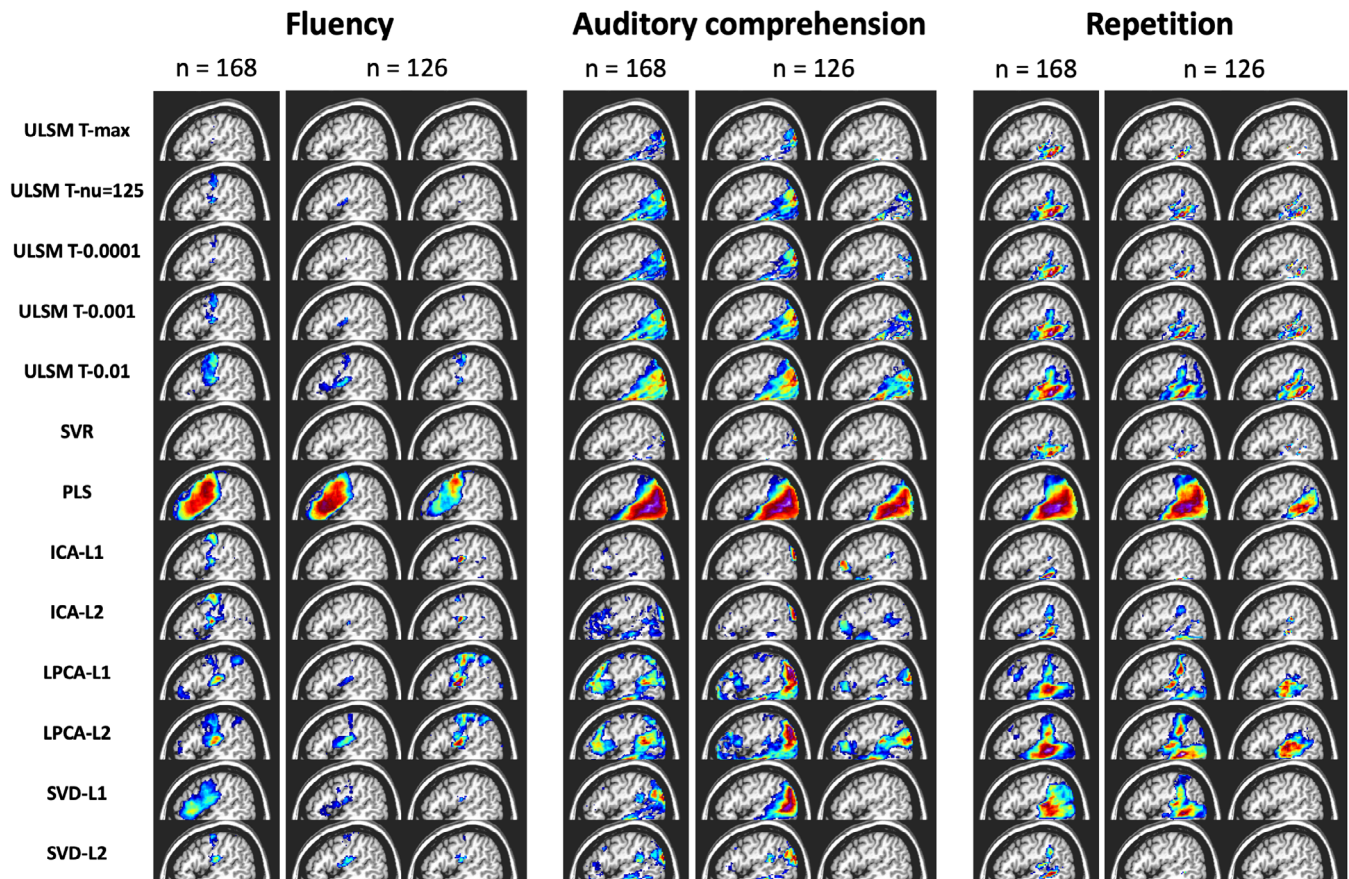 Fluency Auditory comprehension Repetition
n = 168 n = 126 n = 168 n = 126 n = 168 n = 126
ULSM T-max
ULSM T-nu=125
ULSM T-0.0001
ULSM T-0.001
ULSM T-0.01
SVR
PLS
ICA-L1
ICA-L2
LPCA-L1
LPCA-L2
SVD-L1
SVD-L2